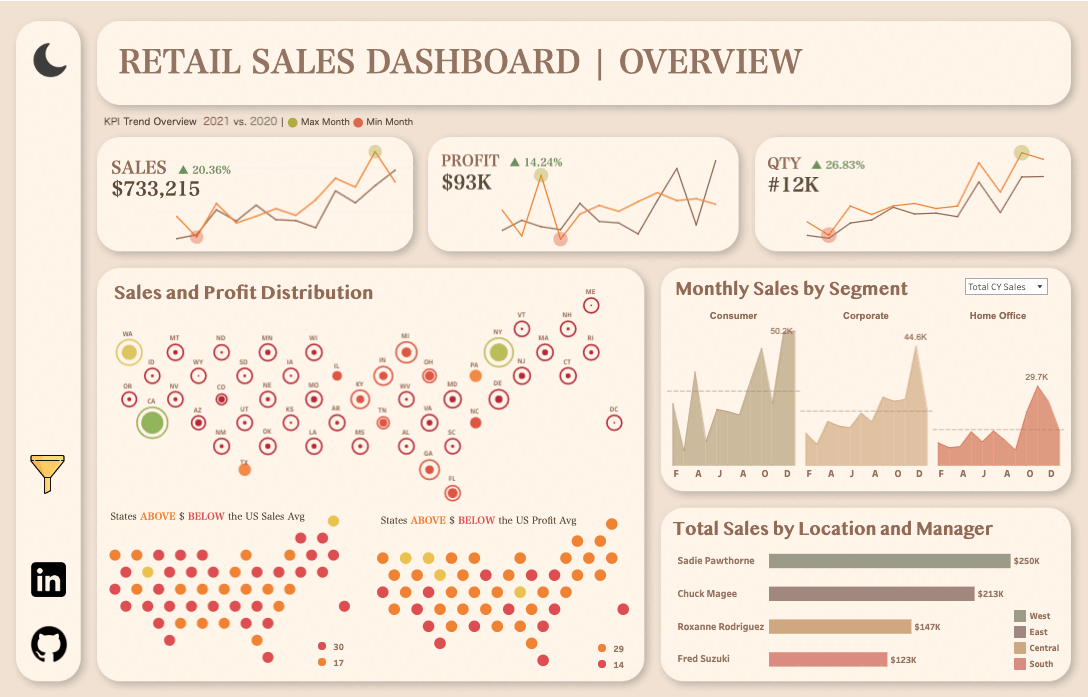 RETAIL SALES DASHBOARD | OVERVIEW
KPI Trend Overview 2021 vs. 2020 | Max Month Min Month
SALES ▲ 20.36%
$733,215
PROFIT ▲ 14.24%
$93K
QTY ▲ 26.83%
#12K
Sales and Profit Distribution
ME
VT NH
WA MT ND MN WI MI NY MA RI
ID WY SD IA IL IN OH PA NJ CT
OR NV CO NE MO KY WV MD DE
CA AZ UT KS AR TN VA NC DC
NM OK LA MS AL SC
TX GA
FL
States ABOVE $ BELOW the US Sales Avg
30
17
States ABOVE $ BELOW the US Profit Avg
29
14
Monthly Sales by Segment
Total CY Sales
Consumer Corporate Home Office
50.2K
44.6K
29.7K
F A J A O D F A J A O D F A J A O D
Total Sales by Location and Manager
Sadie Pawthorne $250K
Chuck Magee $213K
Roxanne Rodriguez $147K
Fred Suzuki $123K
West
East
Central
South
in